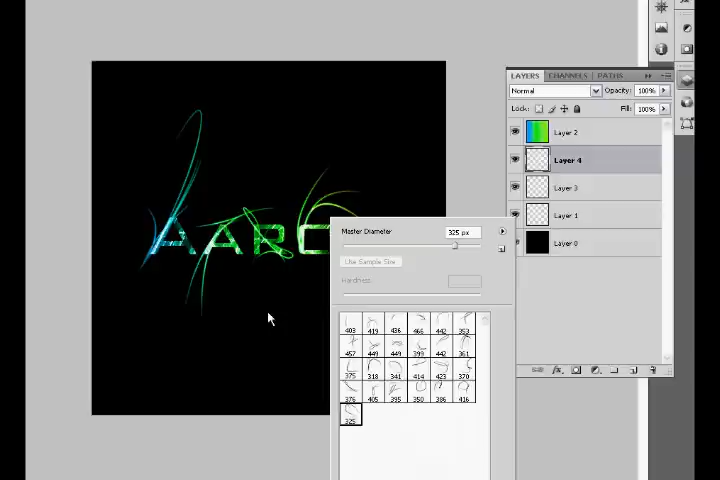 LAYERS CHANNELS PATHS
Normal Opacity: 100%
Lock: Fill: 100%
Layer 2
Layer 4
Layer 3
Layer 1
Layer 0
AARO
Master Diameter 325 px
Use Sample Size
Hardness:
403 419 436 466 442 353
457 449 449 399 442 361
375 318 341 414 423 370
376 405 395 350 386 416
325